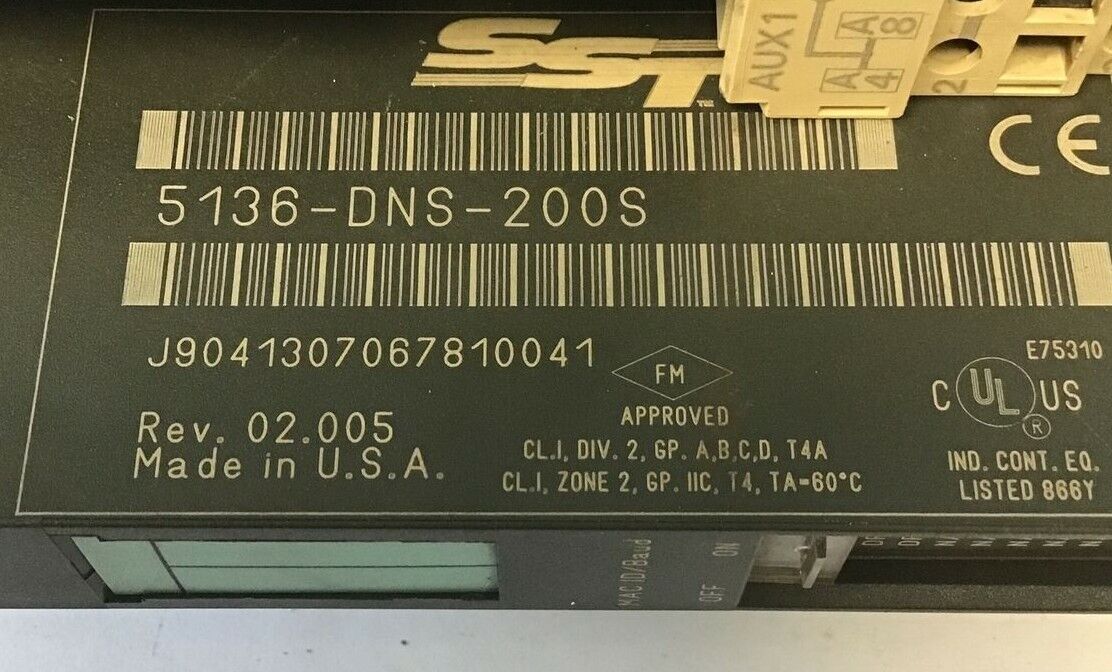 SST™
AUX1
A A
4 8
2
CE
5136-DNS-200S
J9041307067810041
Rev. 02.005
Made in U.S.A.
FM
APPROVED
CL.I, DIV. 2, GP. A,B,C,D, T4A
CL.I, ZONE 2, GP. IIC, T4, TA=60°C
E75310
C UL US
®
IND. CONT. EQ.
LISTED 866Y
MAC ID/Baud
OFF ON